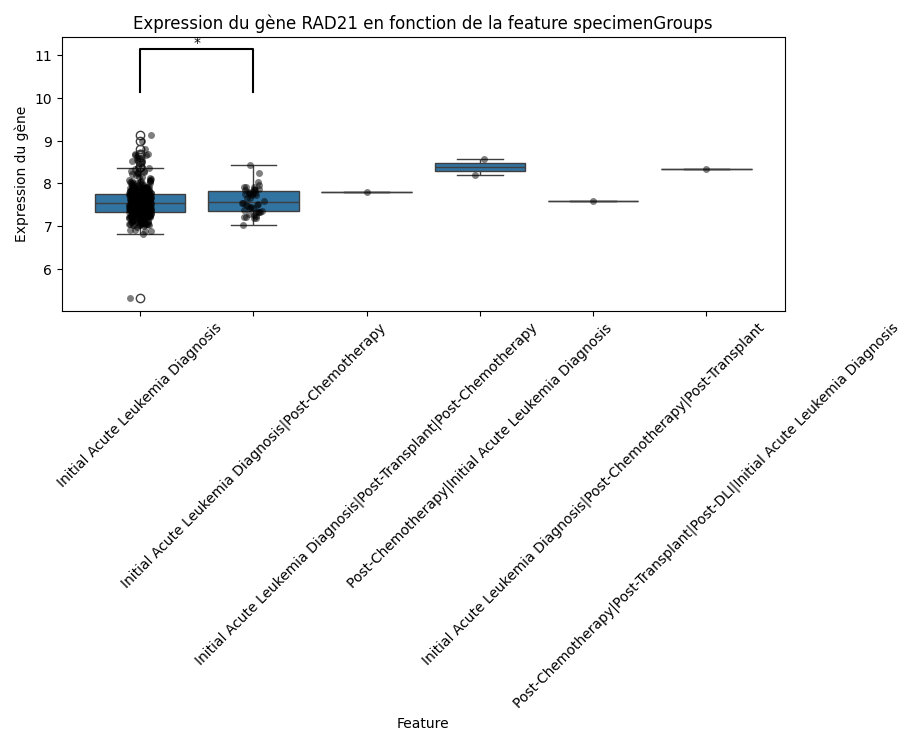 Expression du gène RAD21 en fonction de la feature specimenGroups
*
11
10
9
8
7
6
Expression du gène
Initial Acute Leukemia Diagnosis
Initial Acute Leukemia Diagnosis|Post-Chemotherapy
Initial Acute Leukemia Diagnosis|Post-Transplant|Post-Chemotherapy
Post-Chemotherapy|Initial Acute Leukemia Diagnosis
Initial Acute Leukemia Diagnosis|Post-Chemotherapy|Post-Transplant
Post-Chemotherapy|Post-Transplant|Post-DLI|Initial Acute Leukemia Diagnosis
Feature